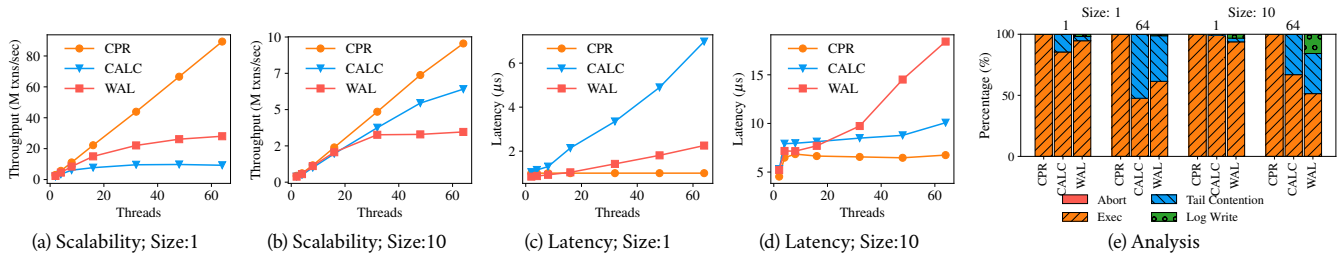 CPR
CALC
WAL
Throughput (M txns/sec)
80
60
40
20
0
0 20 40 60
Threads
(a) Scalability; Size:1
CPR
CALC
WAL
Throughput (M txns/sec)
10
7
5
2
0
0 20 40 60
Threads
(b) Scalability; Size:10
CPR
CALC
WAL
Latency (µs)
6
4
2
0 20 40 60
Threads
(c) Latency; Size:1
CPR
CALC
WAL
Latency (µs)
15
10
5
0
0 20 40 60
Threads
(d) Latency; Size:10
Size: 1 Size: 10
1 64 1 64
Percentage (%)
100
50
0
CPR CALC WAL CPR CALC WAL CPR CALC WAL CPR CALC WAL
Abort Tail Contention
Exec Log Write
(e) Analysis